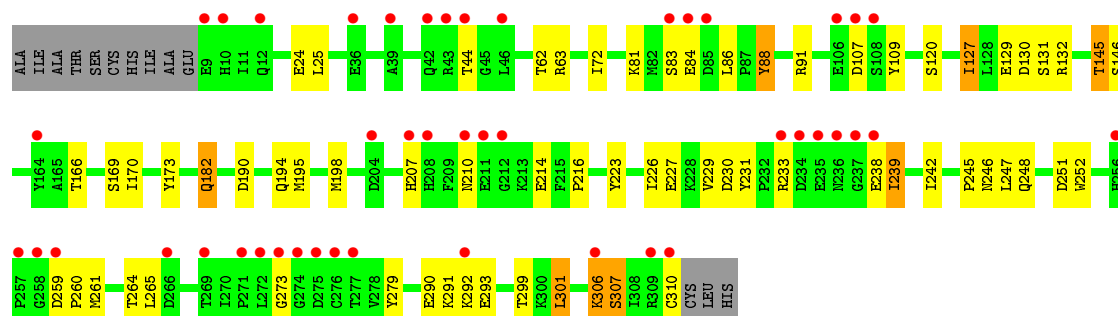 ALA ILE ALA THR SER CYS HIS ILE ALA GLU E9 H10 I11 Q12 E24 L25 E36 A39 Q42 R43 T44 G45 L46 T62 R63 I72 K81 M82 S83 E84 D85 L86 P87 Y88 R91 E106 D107 S108 Y109 S120 I127 L128 E129 D130 S131 R132 T145 S146
Y164 A165 T166 S169 I170 Y173 Q182 D190 Q194 M195 M198 D204 H207 H208 F209 N210 E211 G212 K213 E214 F215 P216 Y223 I226 E227 K228 V229 D230 Y231 P232 R233 D234 E235 N236 G237 E238 I239 I242 P245 N246 L247 Q248 D251 W252 H256
P257 G258 D259 P260 M261 T264 L265 D266 T269 I270 P271 L272 G273 G274 D275 C276 T277 V278 Y279 E290 K291 K292 E293 T299 K300 L301 K306 S307 I308 R309 C310 CYS LEU HIS